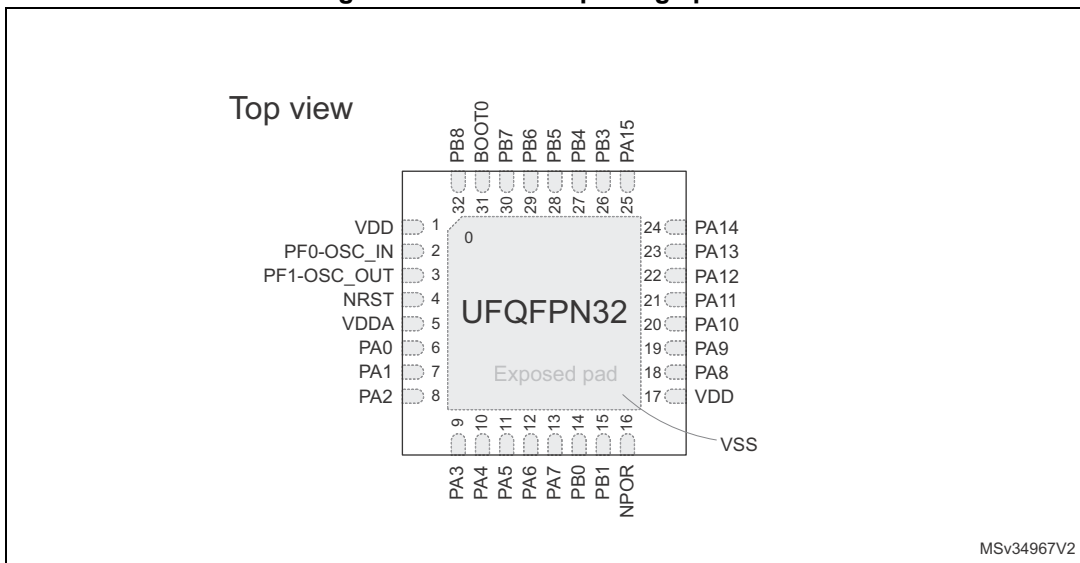 Top view
PB8
BOOT0
PB7
PB6
PB5
PB4
PB3
PA15
32
31
30
29
28
27
26
25
VDD 1
PF0-OSC_IN 2
PF1-OSC_OUT 3
NRST 4
VDDA 5
PA0 6
PA1 7
PA2 8
0
UFQFPN32
Exposed pad
24 PA14
23 PA13
22 PA12
21 PA11
20 PA10
19 PA9
18 PA8
17 VDD
VSS
9
10
11
12
13
14
15
16
PA3
PA4
PA5
PA6
PA7
PB0
PB1
NPOR
MSv34967V2